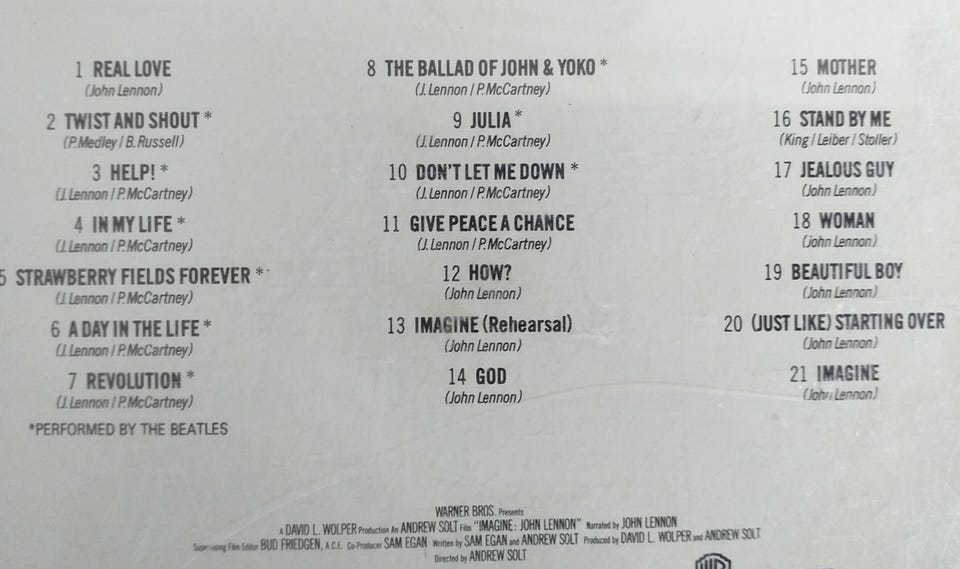 1 REAL LOVE
(John Lennon)
2 TWIST AND SHOUT *
(P. Medley / B. Russell)
3 HELP! *
(J. Lennon / P. McCartney)
4 IN MY LIFE *
(J. Lennon / P. McCartney)
5 STRAWBERRY FIELDS FOREVER *
(J. Lennon / P. McCartney)
6 A DAY IN THE LIFE *
(J. Lennon / P. McCartney)
7 REVOLUTION *
(J. Lennon / P. McCartney)
*PERFORMED BY THE BEATLES
8 THE BALLAD OF JOHN & YOKO *
(J. Lennon / P. McCartney)
9 JULIA *
(J. Lennon / P. McCartney)
10 DON'T LET ME DOWN *
(J. Lennon / P. McCartney)
11 GIVE PEACE A CHANCE
(J. Lennon / P. McCartney)
12 HOW?
(John Lennon)
13 IMAGINE (Rehearsal)
(John Lennon)
14 GOD
(John Lennon)
15 MOTHER
(John Lennon)
16 STAND BY ME
(King / Leiber / Stoller)
17 JEALOUS GUY
(John Lennon)
18 WOMAN
(John Lennon)
19 BEAUTIFUL BOY
(John Lennon)
20 (JUST LIKE) STARTING OVER
(John Lennon)
21 IMAGINE
(John Lennon)
WARNER BROS. Presents
A DAVID L. WOLPER Production An ANDREW SOLT Film "IMAGINE: JOHN LENNON" Narrated by JOHN LENNON
Supervising Film Editor BUD FRIEDGEN, A.C.E. Co-Producer SAM EGAN Written by SAM EGAN and ANDREW SOLT Produced by DAVID L. WOLPER and ANDREW SOLT
Directed by ANDREW SOLT